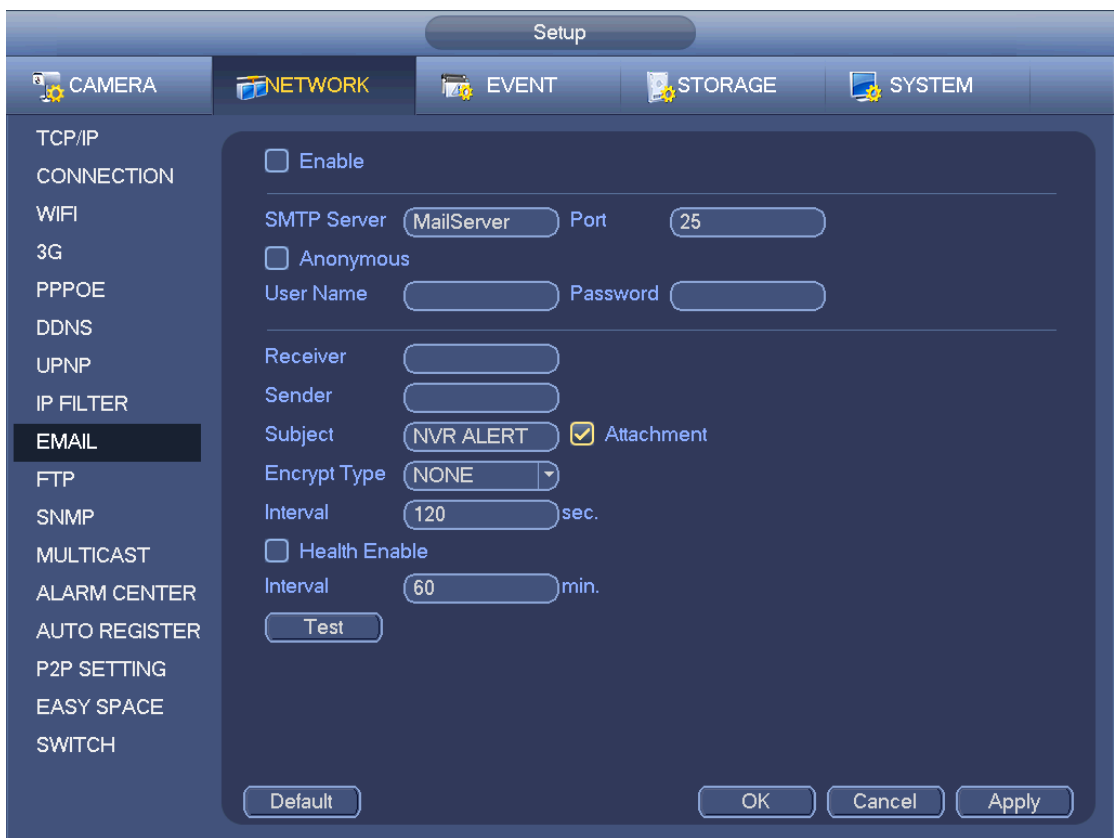 Setup
CAMERA NETWORK EVENT STORAGE SYSTEM
TCP/IP
CONNECTION
WIFI
3G
PPPOE
DDNS
UPNP
IP FILTER
EMAIL
FTP
SNMP
MULTICAST
ALARM CENTER
AUTO REGISTER
P2P SETTING
EASY SPACE
SWITCH
Enable
SMTP Server MailServer Port 25
Anonymous
User Name Password
Receiver
Sender
Subject NVR ALERT Attachment
Encrypt Type NONE
Interval 120 sec.
Health Enable
Interval 60 min.
Test
Default OK Cancel Apply